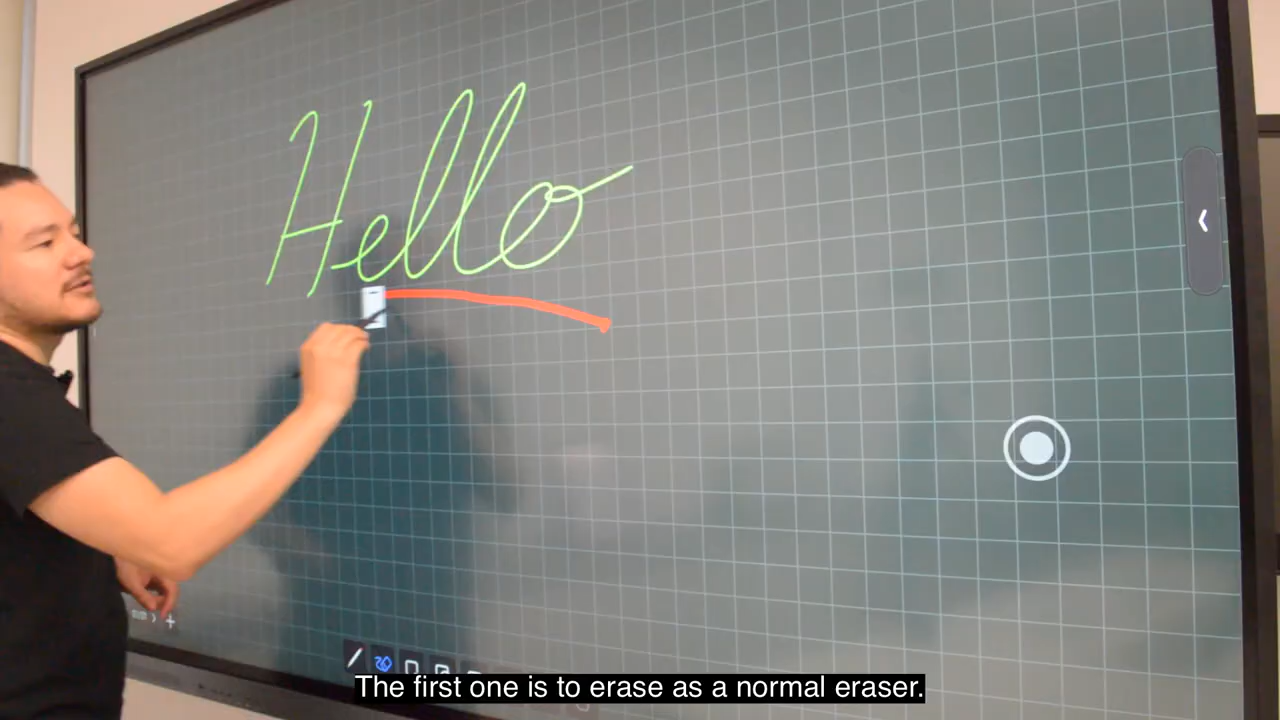 Hello
The first one is to erase as a normal eraser.